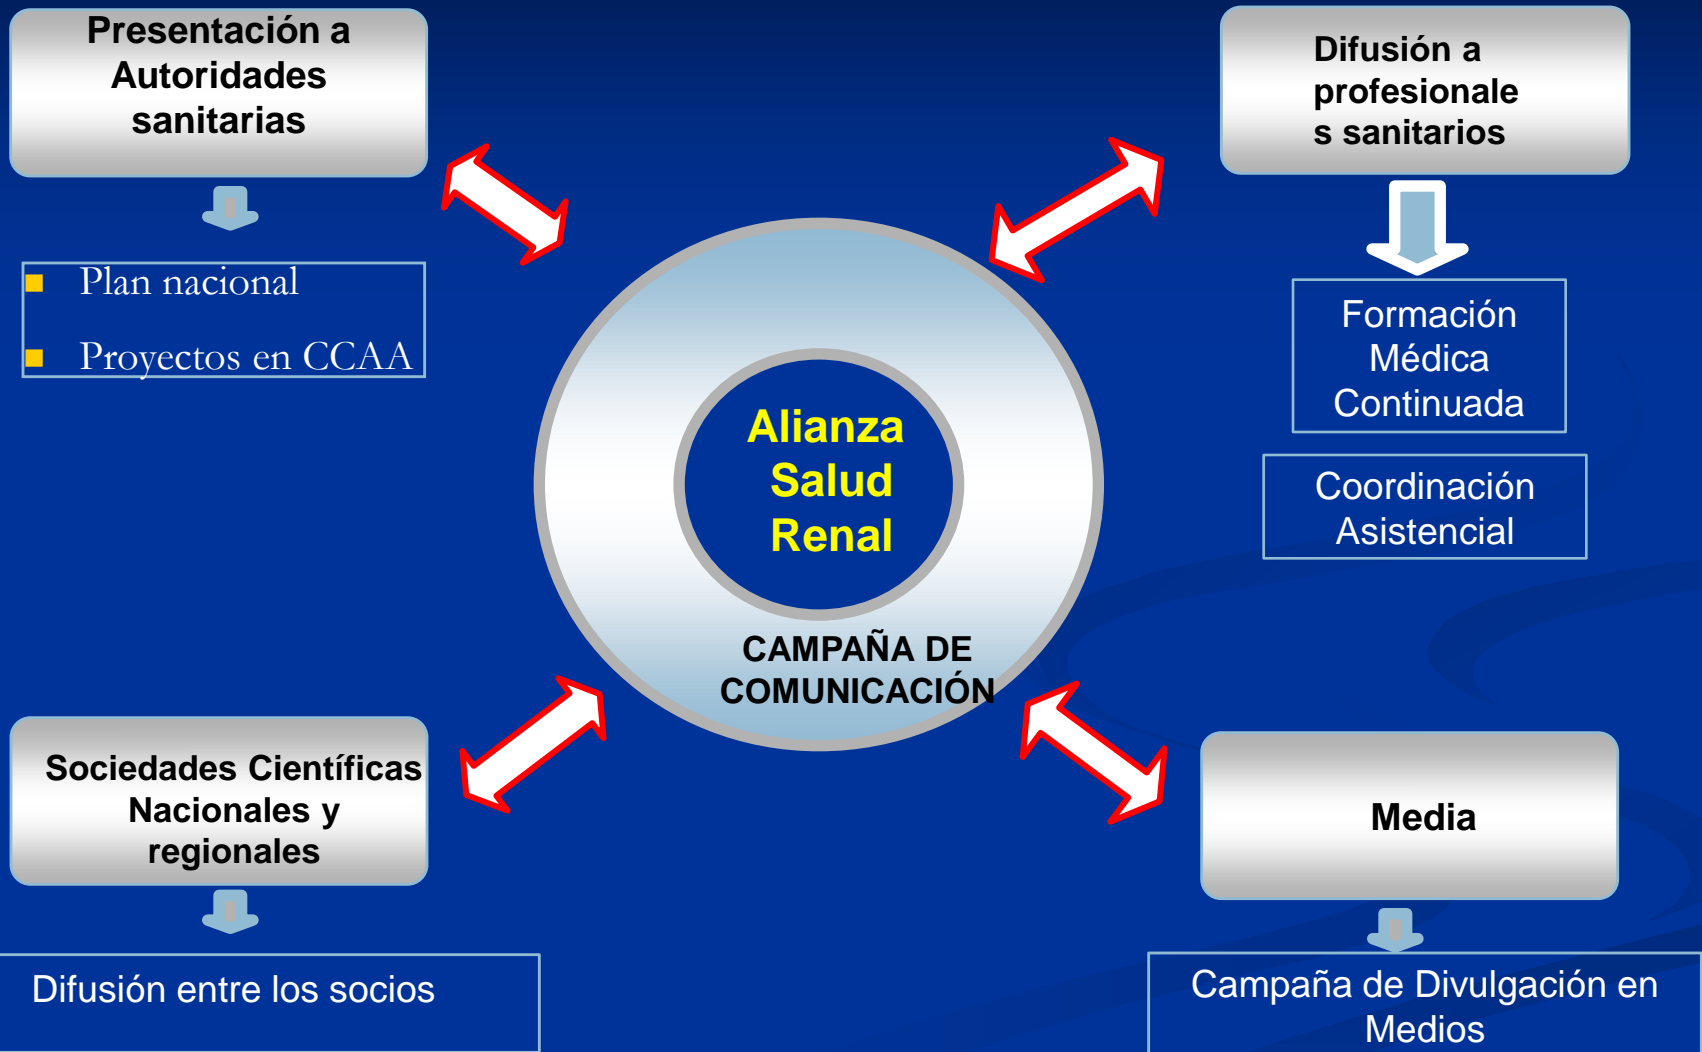 Presentación a
Autoridades
sanitarias
Plan nacional
Proyectos en CCAA
Difusión a
profesionale
s sanitarios
Formación
Médica
Continuada
Coordinación
Asistencial
Alianza
Salud
Renal
CAMPAÑA DE
COMUNICACIÓN
Sociedades Científicas
Nacionales y
regionales
Difusión entre los socios
Media
Campaña de Divulgación en
Medios